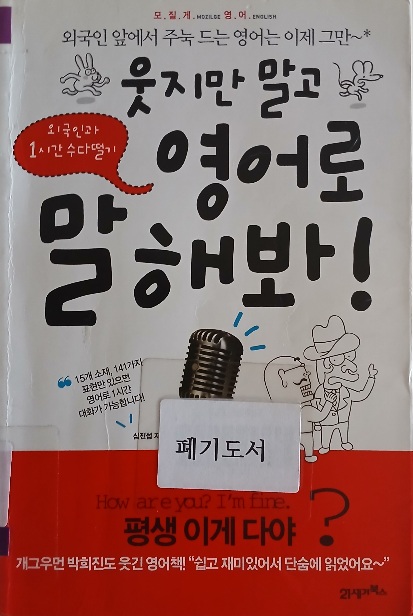 모.질.게.MOZILGE 영.어.ENGLISH
외국인 앞에서 주눅 드는 영어는 이제 그만~*
웃지만 말고
외국인과
1시간 수다떨기
영어로
말해봐!
15개 소재, 141가지
표현만 있으면
영어로 1시간
대화가 가능합니다!
심진섭 지
폐기도서
How are you? I'm fine.
평생 이게 다야?
개그우먼 박희진도 웃긴 영어책! "쉽고 재미있어서 단숨에 읽었어요~"
21세기북스